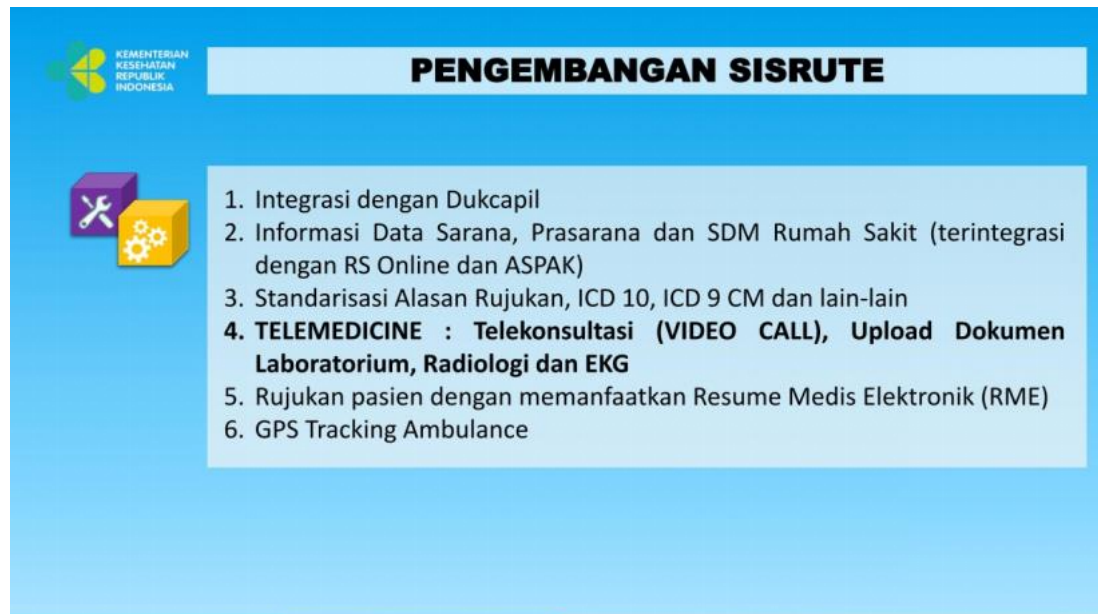 KEMENTERIAN
KESEHATAN
REPUBLIK
INDONESIA
PENGEMBANGAN SISRUTE
1. Integrasi dengan Dukcapil
2. Informasi Data Sarana, Prasarana dan SDM Rumah Sakit (terintegrasi
dengan RS Online dan ASPAK)
3. Standarisasi Alasan Rujukan, ICD 10, ICD 9 CM dan lain-lain
4. TELEMEDICINE : Telekonsultasi (VIDEO CALL), Upload Dokumen
Laboratorium, Radiologi dan EKG
5. Rujukan pasien dengan memanfaatkan Resume Medis Elektronik (RME)
6. GPS Tracking Ambulance